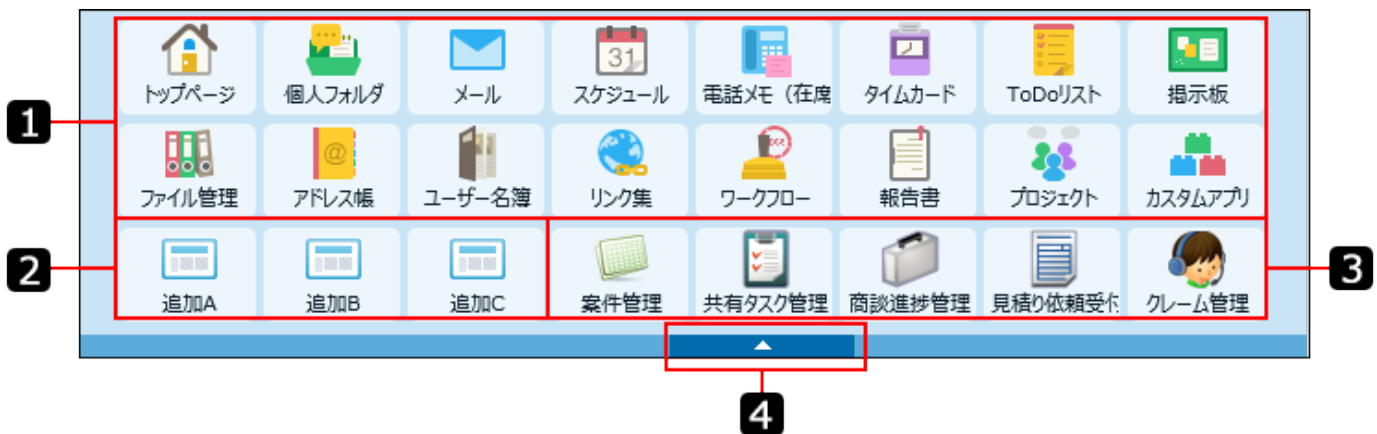 31
トップページ 個人フォルダ メール スケジュール 電話メモ（在席 タイムカード ToDoリスト 掲示板
1
@
ファイル管理 アドレス帳 ユーザー名簿 リンク集 ワークフロー 報告書 プロジェクト カスタムアプリ
2
3
追加A 追加B 追加C 案件管理 共有タスク管理 商談進捗管理 見積り依頼受付 クレーム管理
4